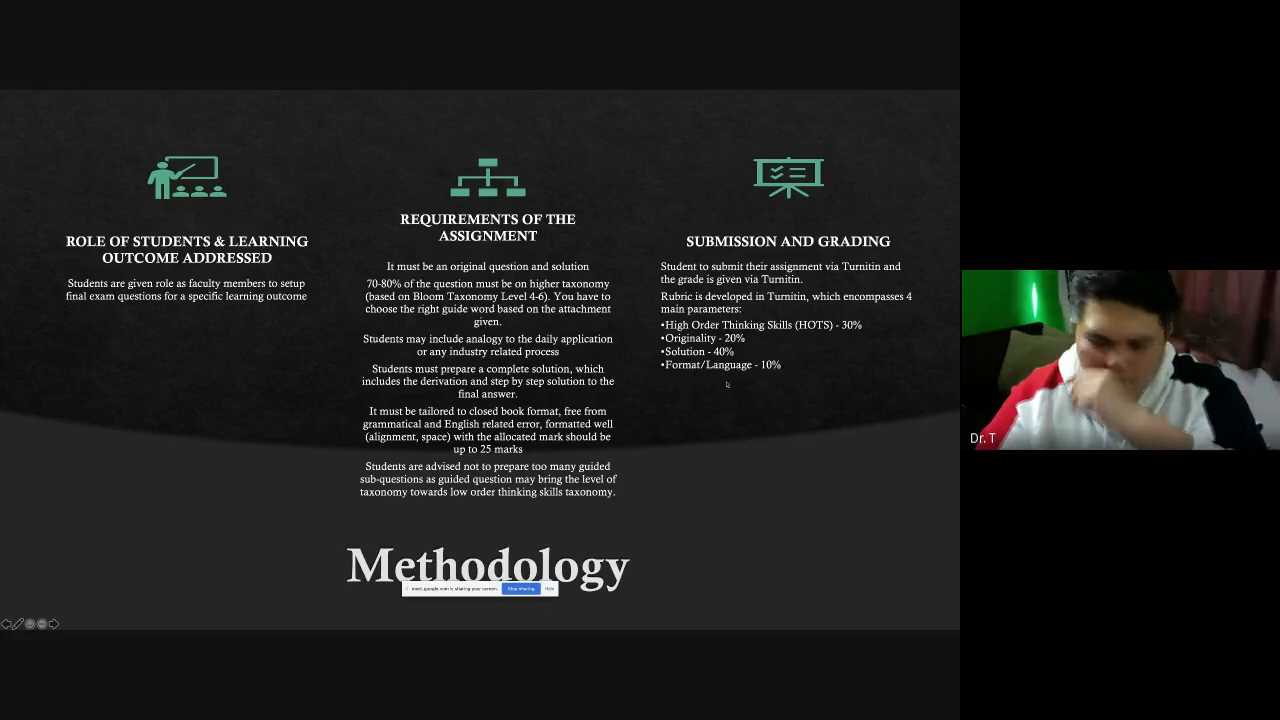 ROLE OF STUDENTS & LEARNING
OUTCOME ADDRESSED
Students are given role as faculty members to setup
final exam questions for a specific learning outcome
REQUIREMENTS OF THE
ASSIGNMENT
It must be an original question and solution
70-80% of the question must be on higher taxonomy
(based on Bloom Taxonomy Level 4-6). You have to
choose the right guide word based on the attachment
given.
Students may include analogy to the daily application
or any industry related process
Students must prepare a complete solution, which
includes the derivation and step by step solution to the
final answer.
It must be tailored to closed book format, free from
grammatical and English related error, formatted well
(alignment, space) with the allocated mark should be
up to 25 marks
Students are advised not to prepare too many guided
sub-questions as guided question may bring the level of
taxonomy towards low order thinking skills taxonomy.
SUBMISSION AND GRADING
Student to submit their assignment via Turnitin and
the grade is given via Turnitin.
Rubric is developed in Turnitin, which encompasses 4
main parameters:
•High Order Thinking Skills (HOTS) - 30%
•Originality - 20%
•Solution - 40%
•Format/Language - 10%
Methodology
meet.google.com is sharing your screen. Stop sharing Hide
Dr. T